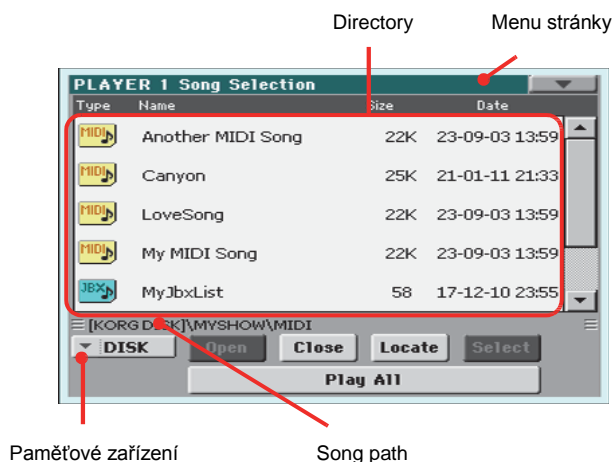 Directory Menu stránky
PLAYER 1 Song Selection
Type Name Size Date
MIDI Another MIDI Song 22K 23-09-03 13:59
MIDI Canyon 25K 21-01-11 21:33
MIDI LoveSong 22K 23-09-03 13:59
MIDI My MIDI Song 22K 23-09-03 13:59
JBX MyJbxList 58 17-12-10 23:55
[KORG DISK]\MYSHOW\MIDI
DISK Open Close Locate Select
Play All
Paměťové zařízení Song path